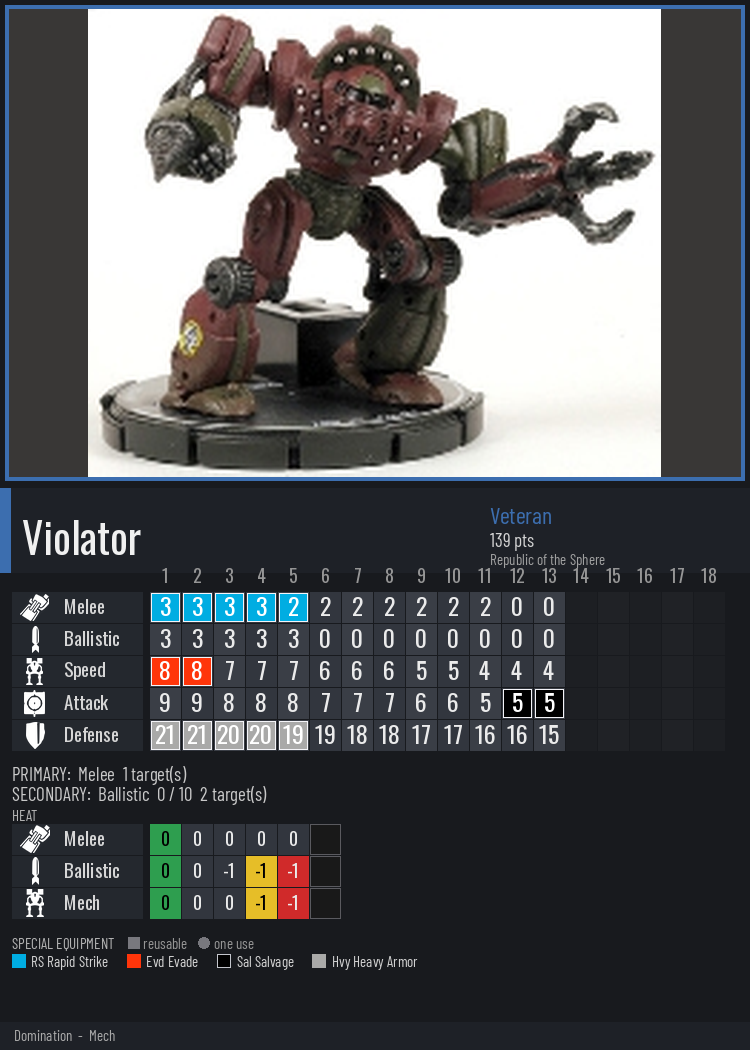 Violator
Veteran
139 pts
Republic of the Sphere
1 2 3 4 5 6 7 8 9 10 11 12 13 14 15 16 17 18
Melee 3 3 3 3 2 2 2 2 2 2 2 0 0
Ballistic 3 3 3 3 3 0 0 0 0 0 0 0 0
Speed 8 8 7 7 7 6 6 6 5 5 4 4 4
Attack 9 9 8 8 8 7 7 7 6 6 5 5 5
Defense 21 21 20 20 19 19 18 18 17 17 16 16 15
PRIMARY: Melee 1 target(s)
SECONDARY: Ballistic 0 / 10 2 target(s)
HEAT
Melee 0 0 0 0 0
Ballistic 0 0 -1 -1 -1
Mech 0 0 0 -1 -1
SPECIAL EQUIPMENT reusable one use
RS Rapid Strike Evd Evade Sal Salvage Hvy Heavy Armor
Domination - Mech